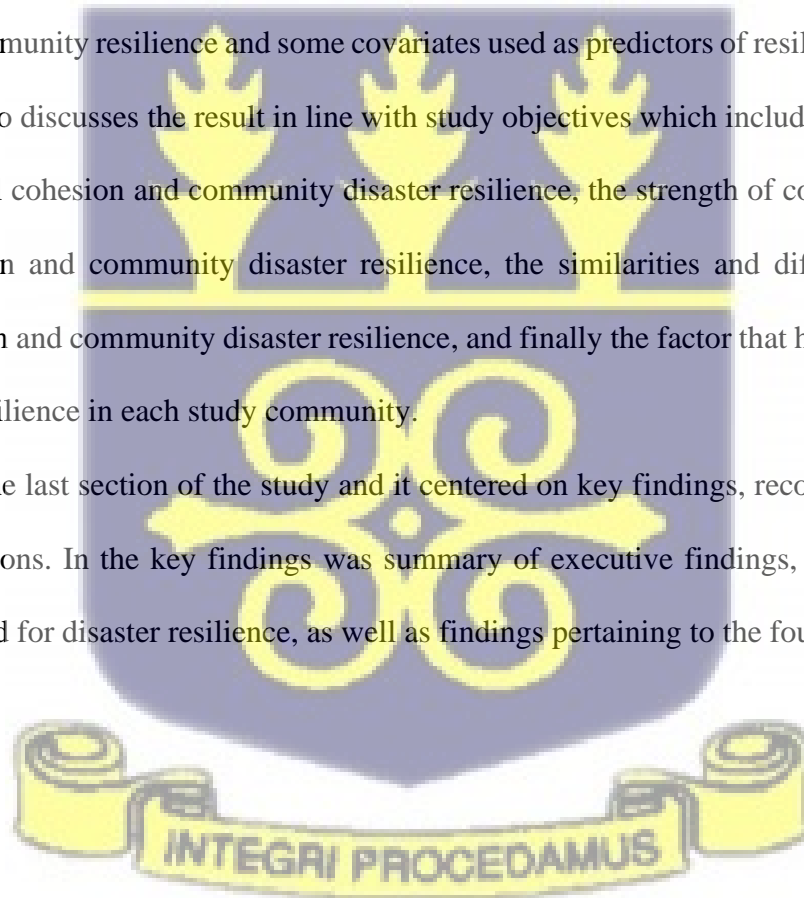 munity resilience and some covariates used as predictors of resil
o discusses the result in line with study objectives which includ
l cohesion and community disaster resilience, the strength of co
n and community disaster resilience, the similarities and dif
n and community disaster resilience, and finally the factor that h
ilience in each study community.
e last section of the study and it centered on key findings, reco
ons. In the key findings was summary of executive findings,
d for disaster resilience, as well as findings pertaining to the fou
INTEGRI PROCEDAMUS